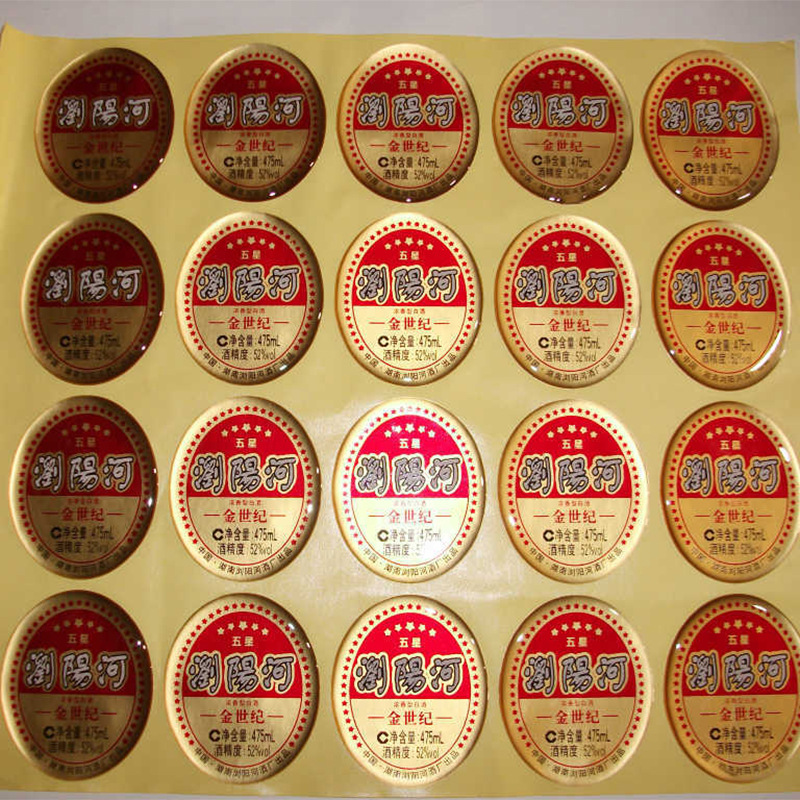 五星
瀏陽河
浓香型白酒
—金世纪—
C净含量:475mL
酒精度:52%vol
中国·湖南浏阳河酒厂出品